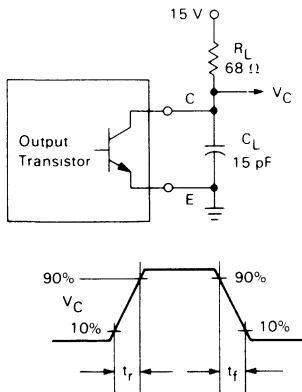 15 V
R_L
68 Ω
C
V_C
Output
Transistor
C_L
15 pF
E
90%
90%
V_C
10%
10%
t_r
t_f